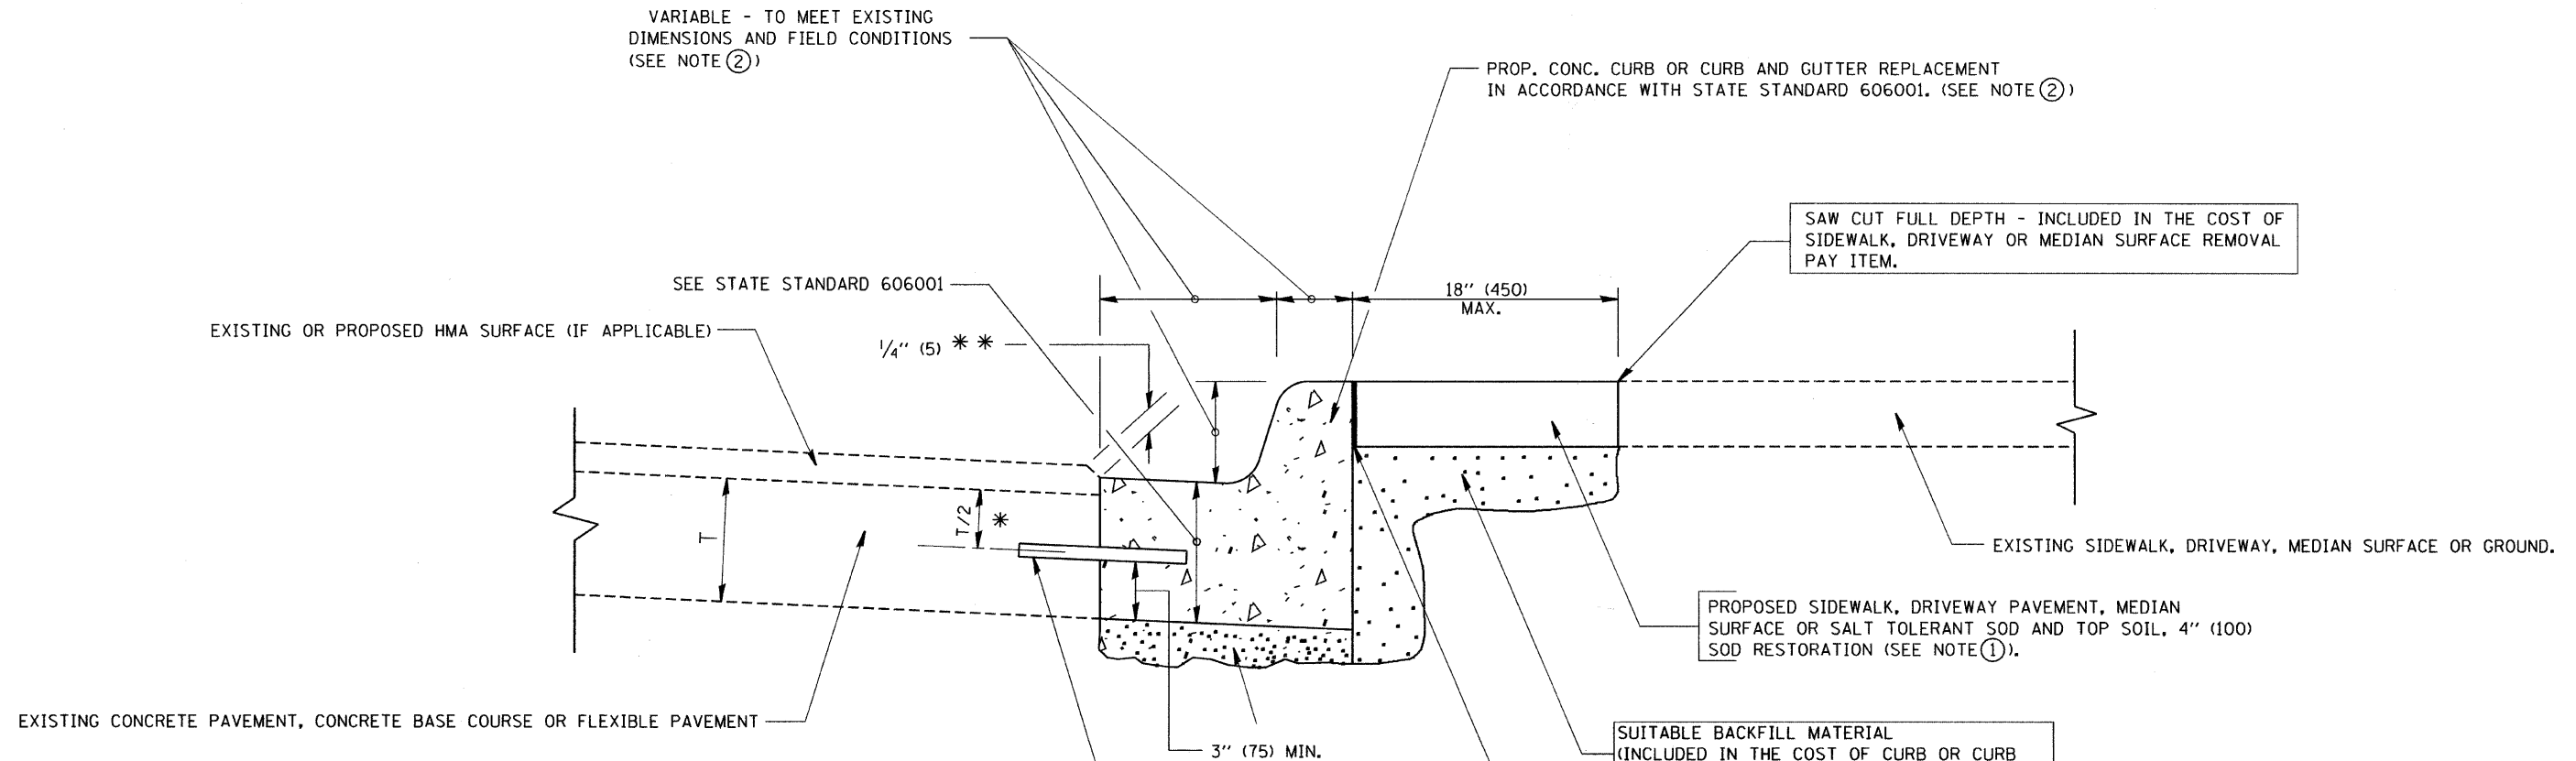 VARIABLE - TO MEET EXISTING
DIMENSIONS AND FIELD CONDITIONS
(SEE NOTE ②)
PROP. CONC. CURB OR CURB AND GUTTER REPLACEMENT
IN ACCORDANCE WITH STATE STANDARD 606001. (SEE NOTE ②)
SAW CUT FULL DEPTH - INCLUDED IN THE COST OF
SIDEWALK, DRIVEWAY OR MEDIAN SURFACE REMOVAL
PAY ITEM.
SEE STATE STANDARD 606001
18" (450)
MAX.
EXISTING OR PROPOSED HMA SURFACE (IF APPLICABLE)
1/4" (5) * *
T
T/2 *
EXISTING SIDEWALK, DRIVEWAY, MEDIAN SURFACE OR GROUND.
PROPOSED SIDEWALK, DRIVEWAY PAVEMENT, MEDIAN
SURFACE OR SALT TOLERANT SOD AND TOP SOIL, 4" (100)
SOD RESTORATION (SEE NOTE ①).
EXISTING CONCRETE PAVEMENT, CONCRETE BASE COURSE OR FLEXIBLE PAVEMENT
3" (75) MIN.
SUITABLE BACKFILL MATERIAL
(INCLUDED IN THE COST OF CURB OR CURB